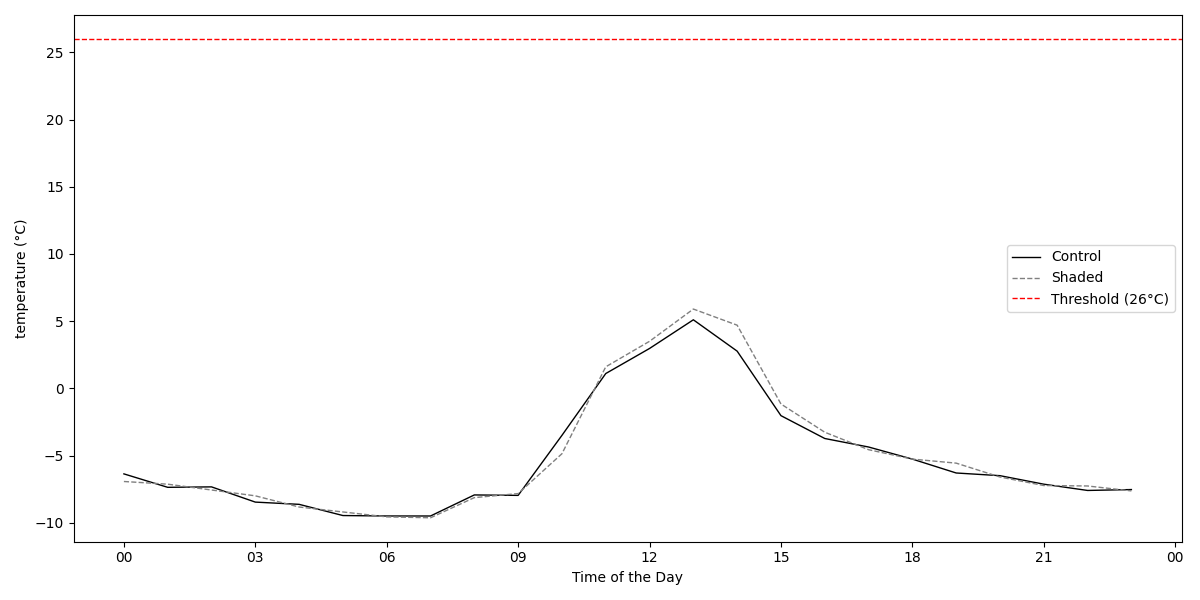 25
20
15
10
5
0
−5
−10
temperature (°C)
Control
Shaded
Threshold (26°C)
00 03 06 09 12 15 18 21 00
Time of the Day